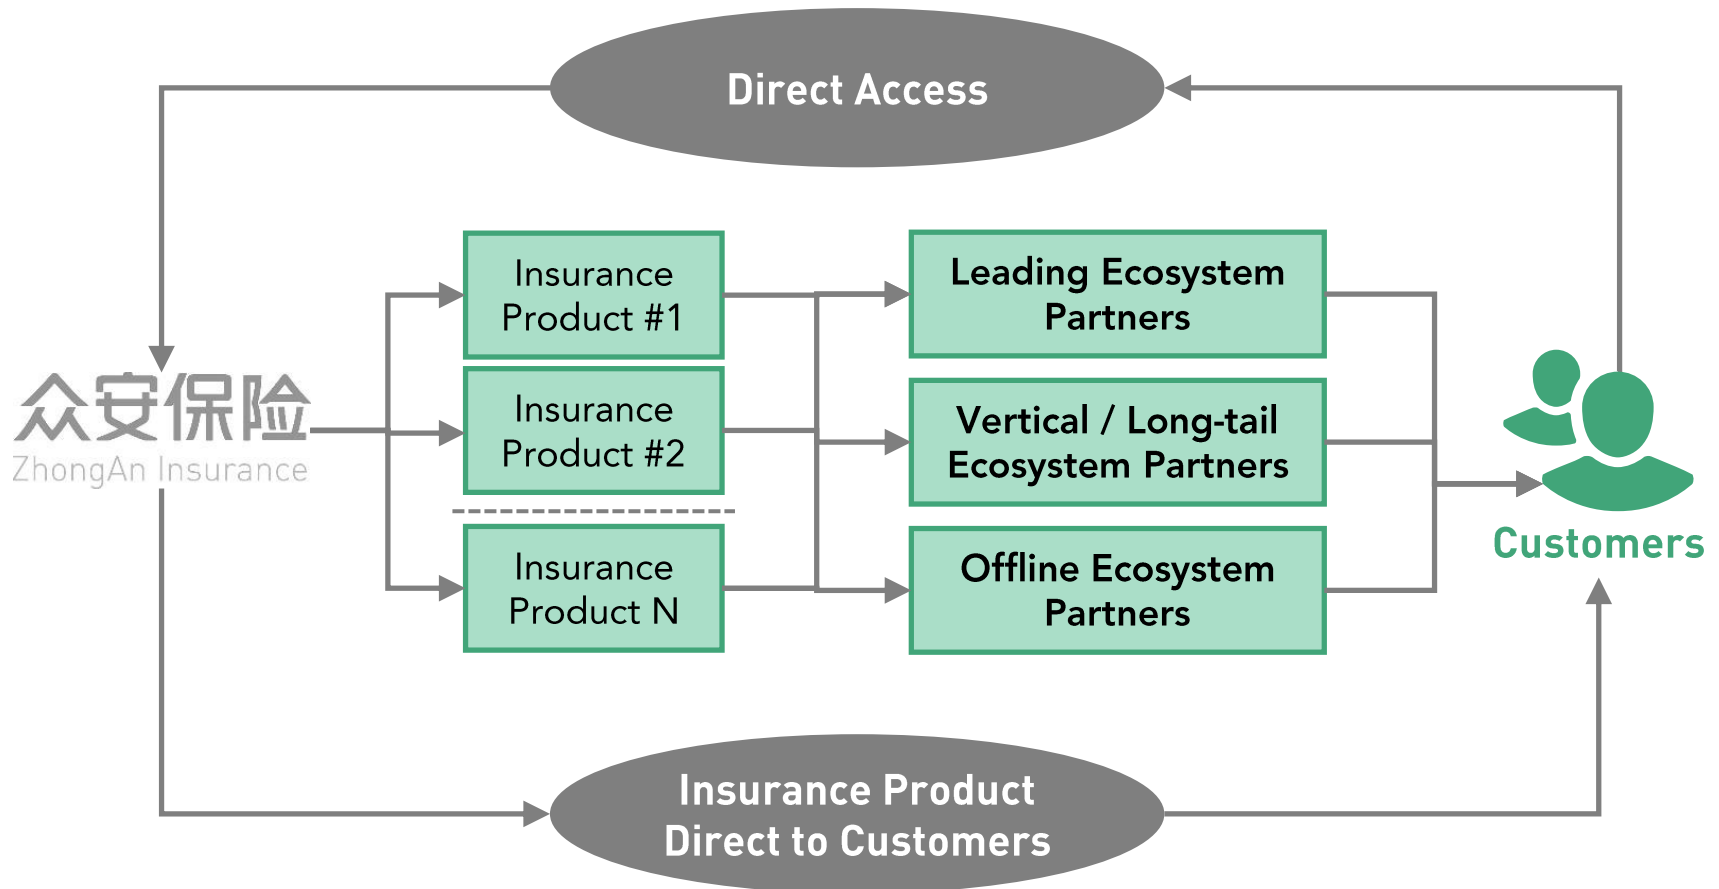 Direct Access
Insurance
Product #1
Leading Ecosystem
Partners
众安保险
ZhongAn Insurance
Insurance
Product #2
Vertical / Long-tail
Ecosystem Partners
Customers
Insurance
Product N
Offline Ecosystem
Partners
Insurance Product
Direct to Customers